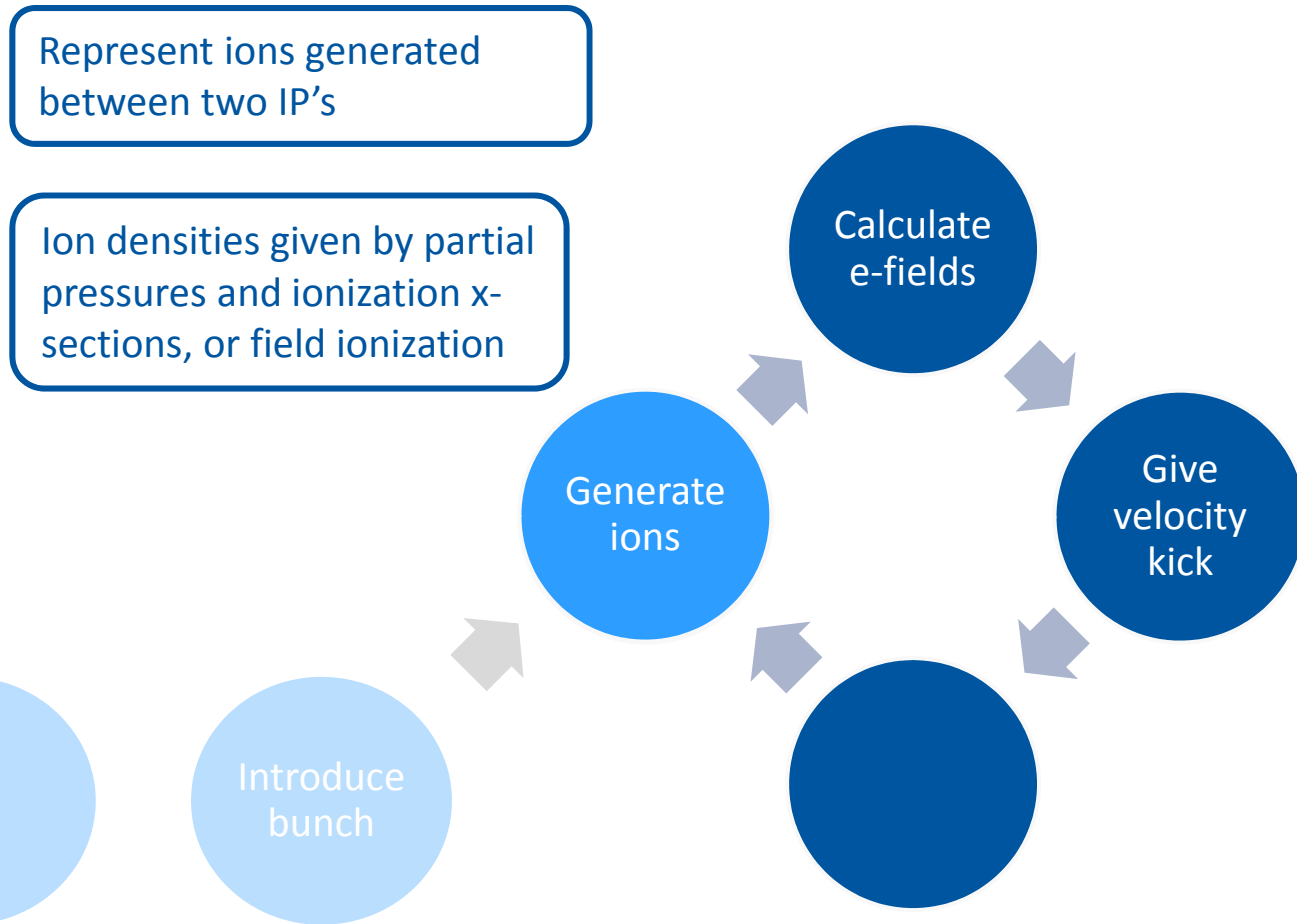 Represent ions generated
between two IP’s
Ion densities given by partial
pressures and ionization x-
sections, or field ionization
Calculate
e-fields
Generate
ions
Give
velocity
kick
Introduce
bunch